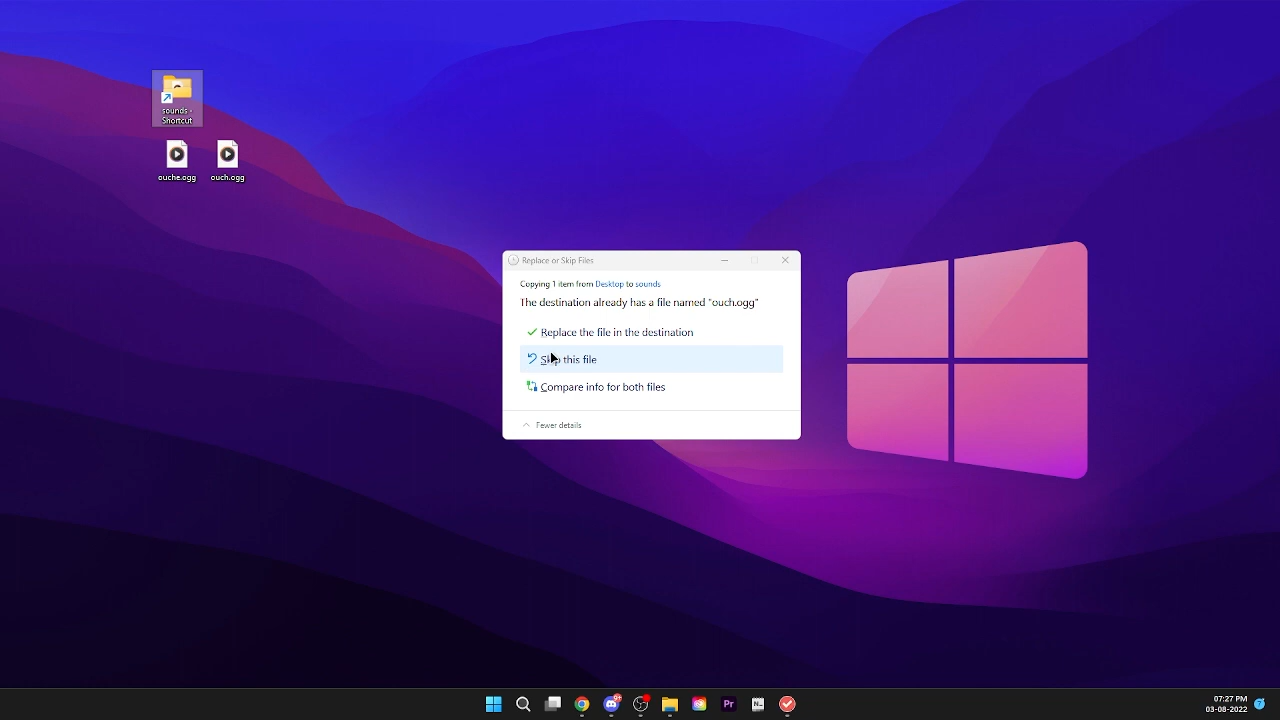 sounds -
Shortcut
ouche.ogg
ouch.ogg
Replace or Skip Files
Copying 1 item from Desktop to sounds
The destination already has a file named "ouch.ogg"
Replace the file in the destination
Skip this file
Compare info for both files
Fewer details
Pr
07:27 PM
03-08-2022